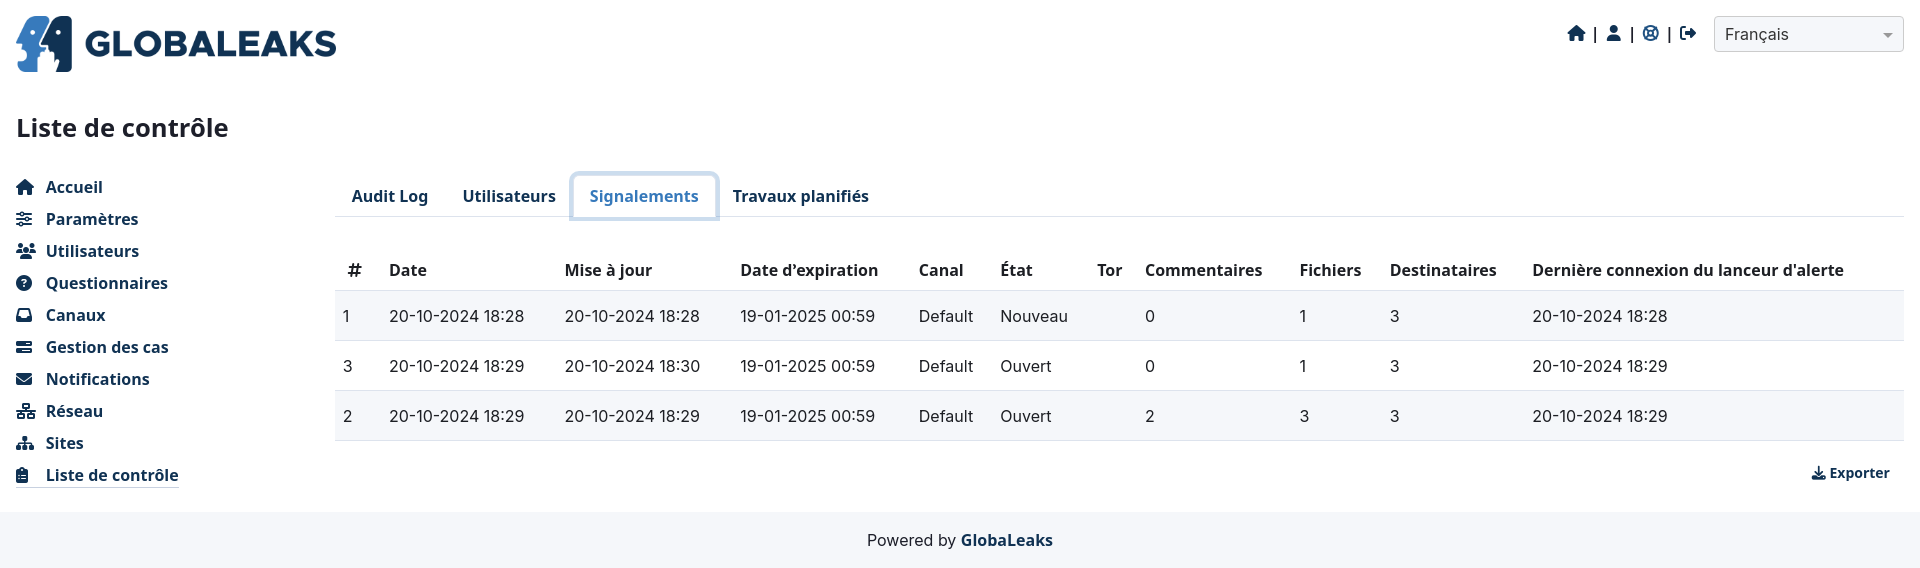 GLOBALEAKS
| | |
Français
Liste de contrôle
Accueil
Paramètres
Utilisateurs
Questionnaires
Canaux
Gestion des cas
Notifications
Réseau
Sites
Liste de contrôle
Audit Log Utilisateurs Signalements Travaux planifiés
# Date Mise à jour Date d’expiration Canal État Tor Commentaires Fichiers Destinataires Dernière connexion du lanceur d'alerte
1 20-10-2024 18:28 20-10-2024 18:28 19-01-2025 00:59 Default Nouveau 0 1 3 20-10-2024 18:28
3 20-10-2024 18:29 20-10-2024 18:30 19-01-2025 00:59 Default Ouvert 0 1 3 20-10-2024 18:29
2 20-10-2024 18:29 20-10-2024 18:29 19-01-2025 00:59 Default Ouvert 2 3 3 20-10-2024 18:29
Exporter
Powered by GlobaLeaks